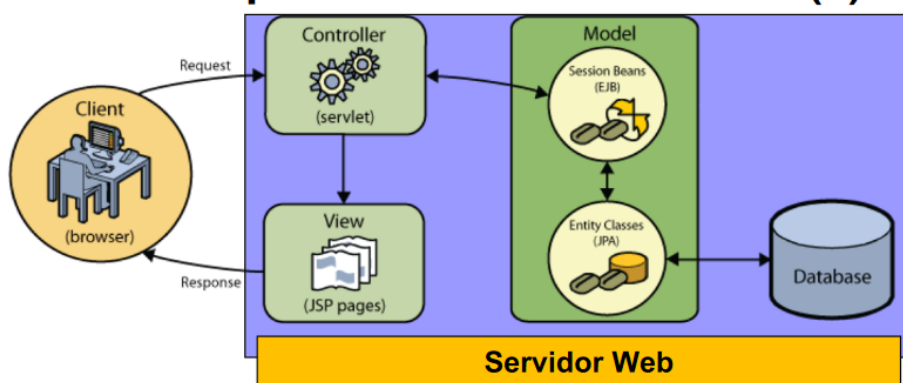 Controller
(servlet)
Model
Session Beans
(EJB)
Request
Client
(browser)
View
(JSP pages)
Response
Entity Classes
(JPA)
Database
Servidor Web